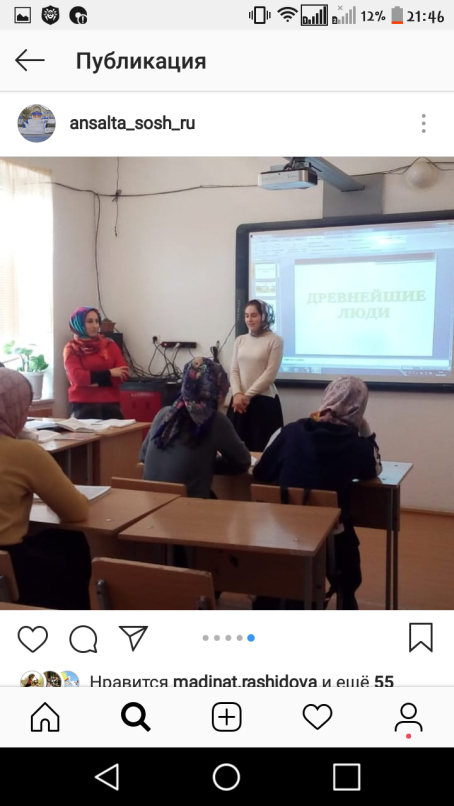 12% 21:46
Публикация
ansalta_sosh_ru
ДРЕВНЕЙШИЕ
ЛЮДИ
Нравится madinat.rashidova и ещё 55